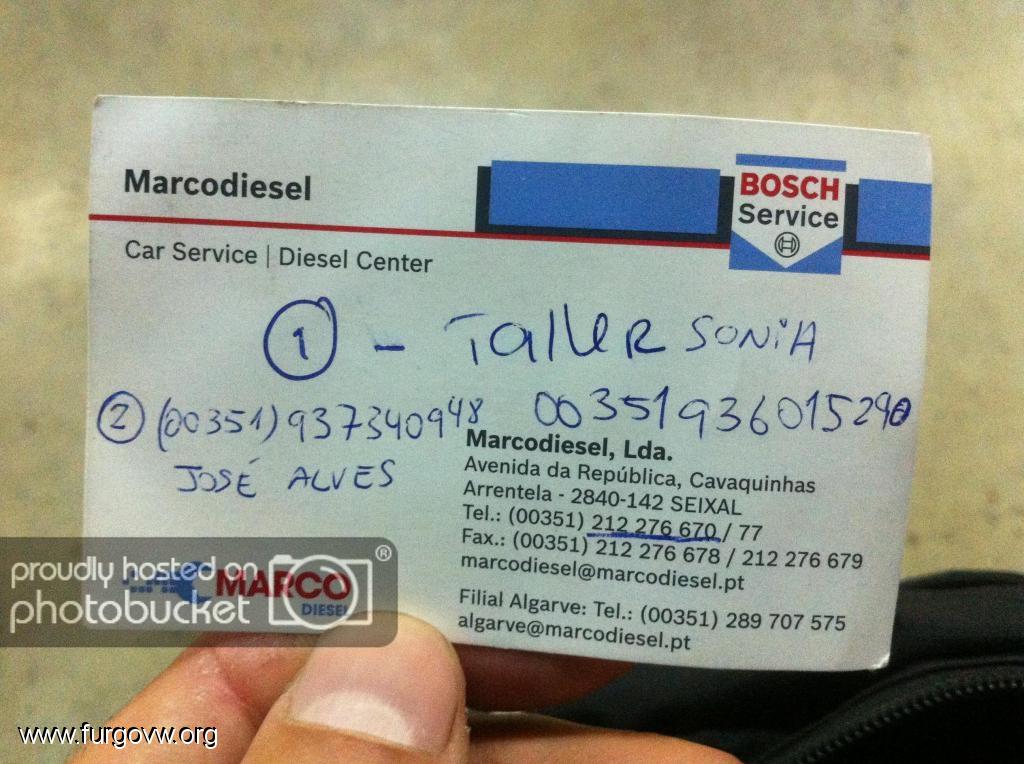 Marcodiesel
BOSCH
Service
Car Service | Diesel Center
1 - Taller SONIA
2 (00351) 937340948
00351936015290
JOSÉ ALVES
Marcodiesel, Lda.
Avenida da República, Cavaquinhas
Arrentela - 2840-142 SEIXAL
Tel.: (00351) 212 276 670 / 77
Fax.: (00351) 212 276 678 / 212 276 679
marcodiesel@marcodiesel.pt
Filial Algarve: Tel.: (00351) 289 707 575
algarve@marcodiesel.pt
MARCO
DIESEL
proudly hosted on
photobucket ®
www.furgovw.org